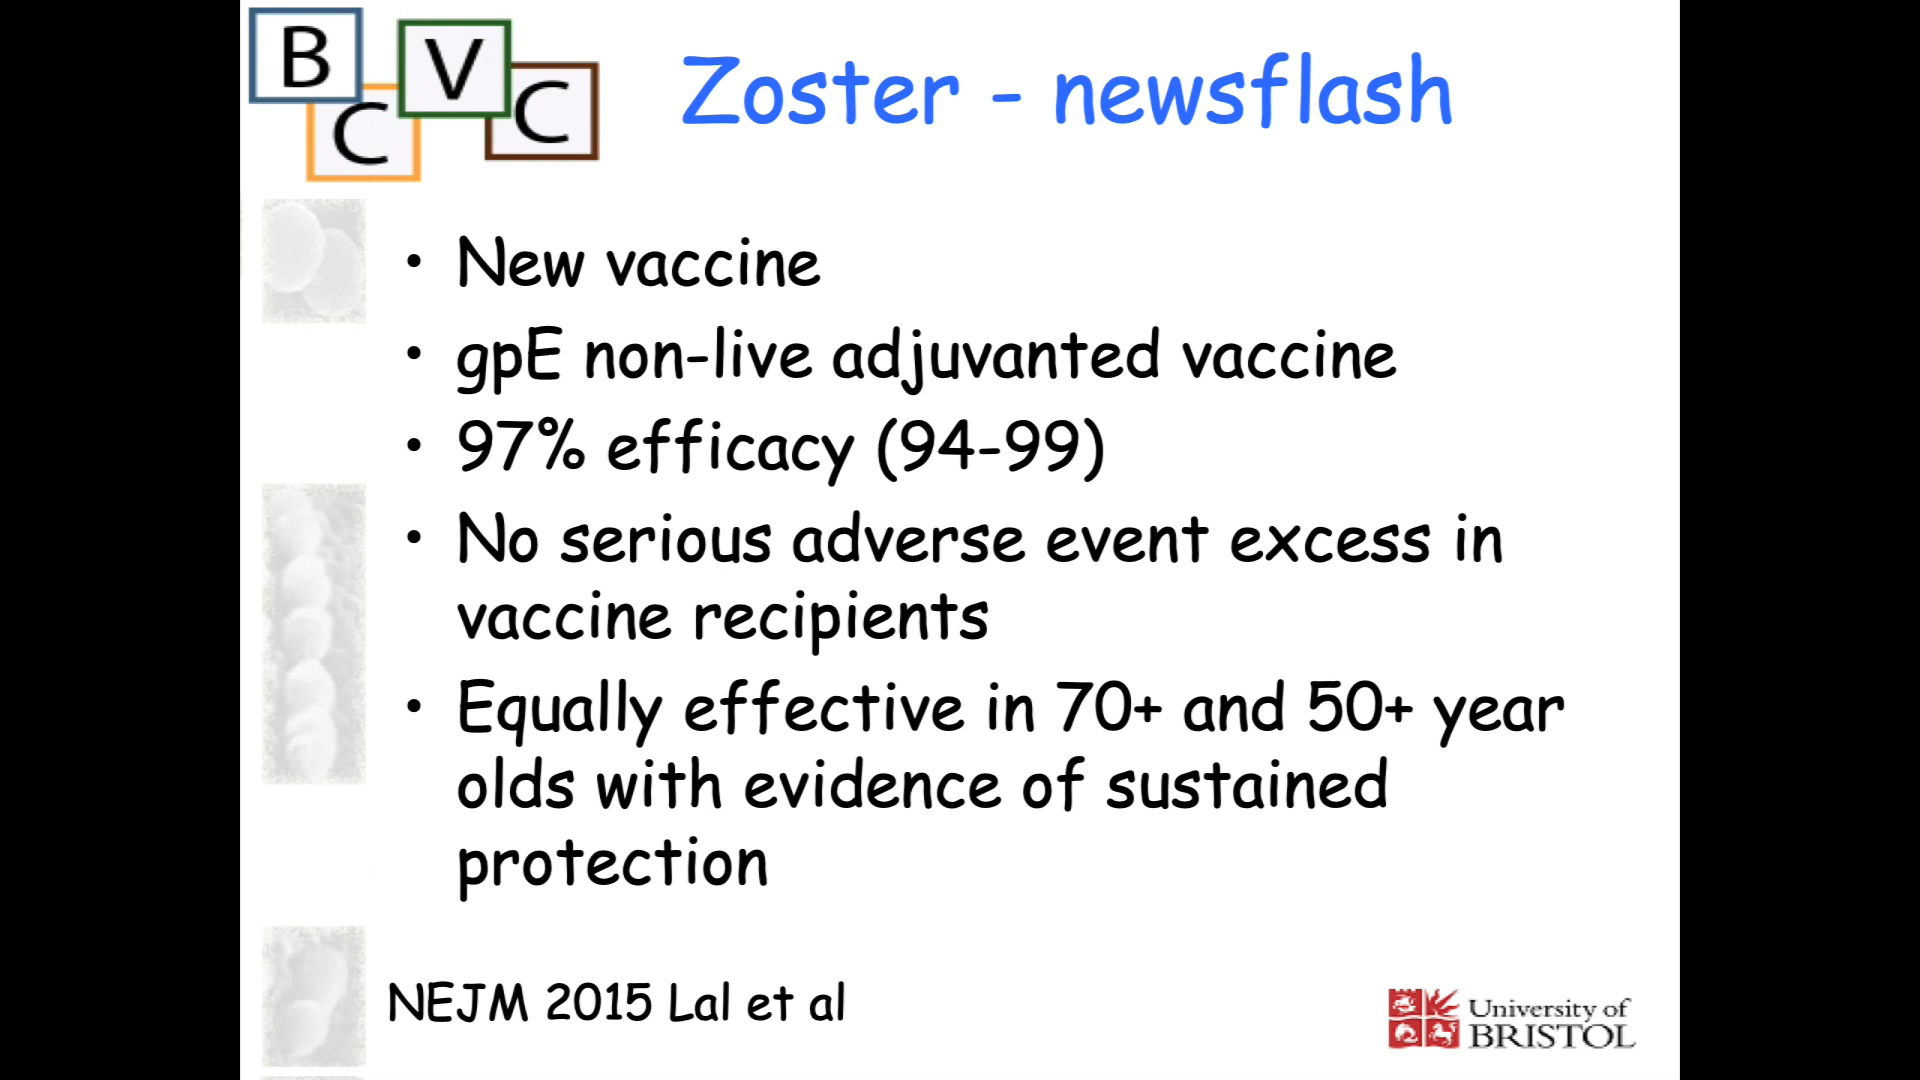 B
C
V
C
Zoster - newsflash
• New vaccine
• gpE non-live adjuvanted vaccine
• 97% efficacy (94-99)
• No serious adverse event excess in
vaccine recipients
• Equally effective in 70+ and 50+ year
olds with evidence of sustained
protection
NEJM 2015 Lal et al
University of
BRISTOL